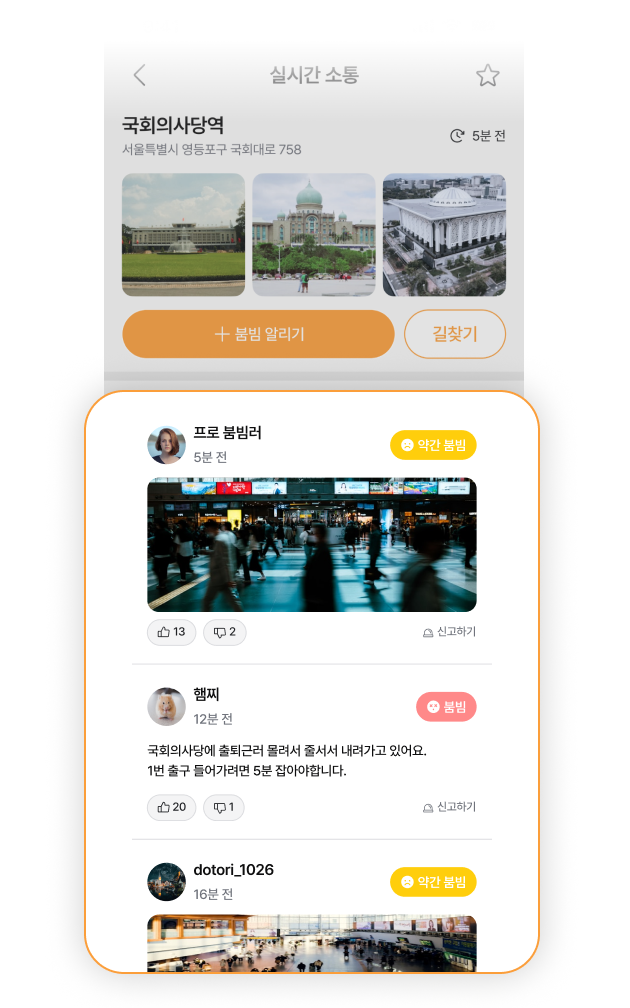 실시간 소통
국회의사당역
서울특별시 영등포구 국회대로 758
5분 전
붐빔 알리기
길찾기
프로 붐빔러
5분 전
약간 붐빔
13
2
신고하기
햄찌
12분 전
붐빔
국회의사당에 출퇴근러 몰려서 줄서서 내려가고 있어요.
1번 출구 들어가려면 5분 잡아야합니다.
20
1
신고하기
dotori_1026
16분 전
약간 붐빔